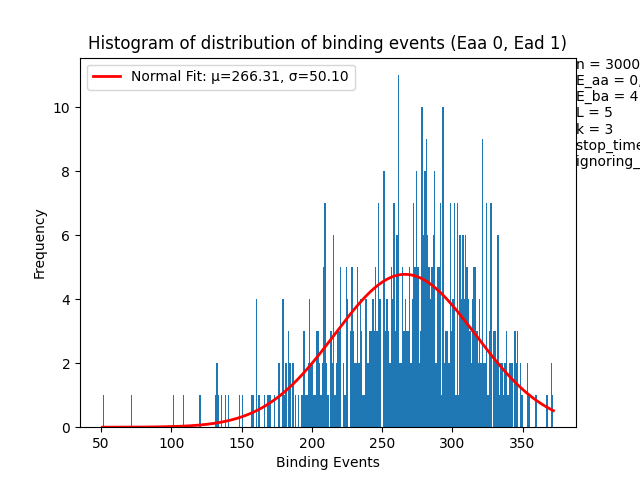 Histogram of distribution of binding events (Eaa 0, Ead 1)
Normal Fit: μ=266.31, σ=50.10
n = 3000
E_aa = 0,
E_ba = 4
L = 5
k = 3
stop_time
ignoring_
Frequency
10
8
6
4
2
0
50 100 150 200 250 300 350
Binding Events